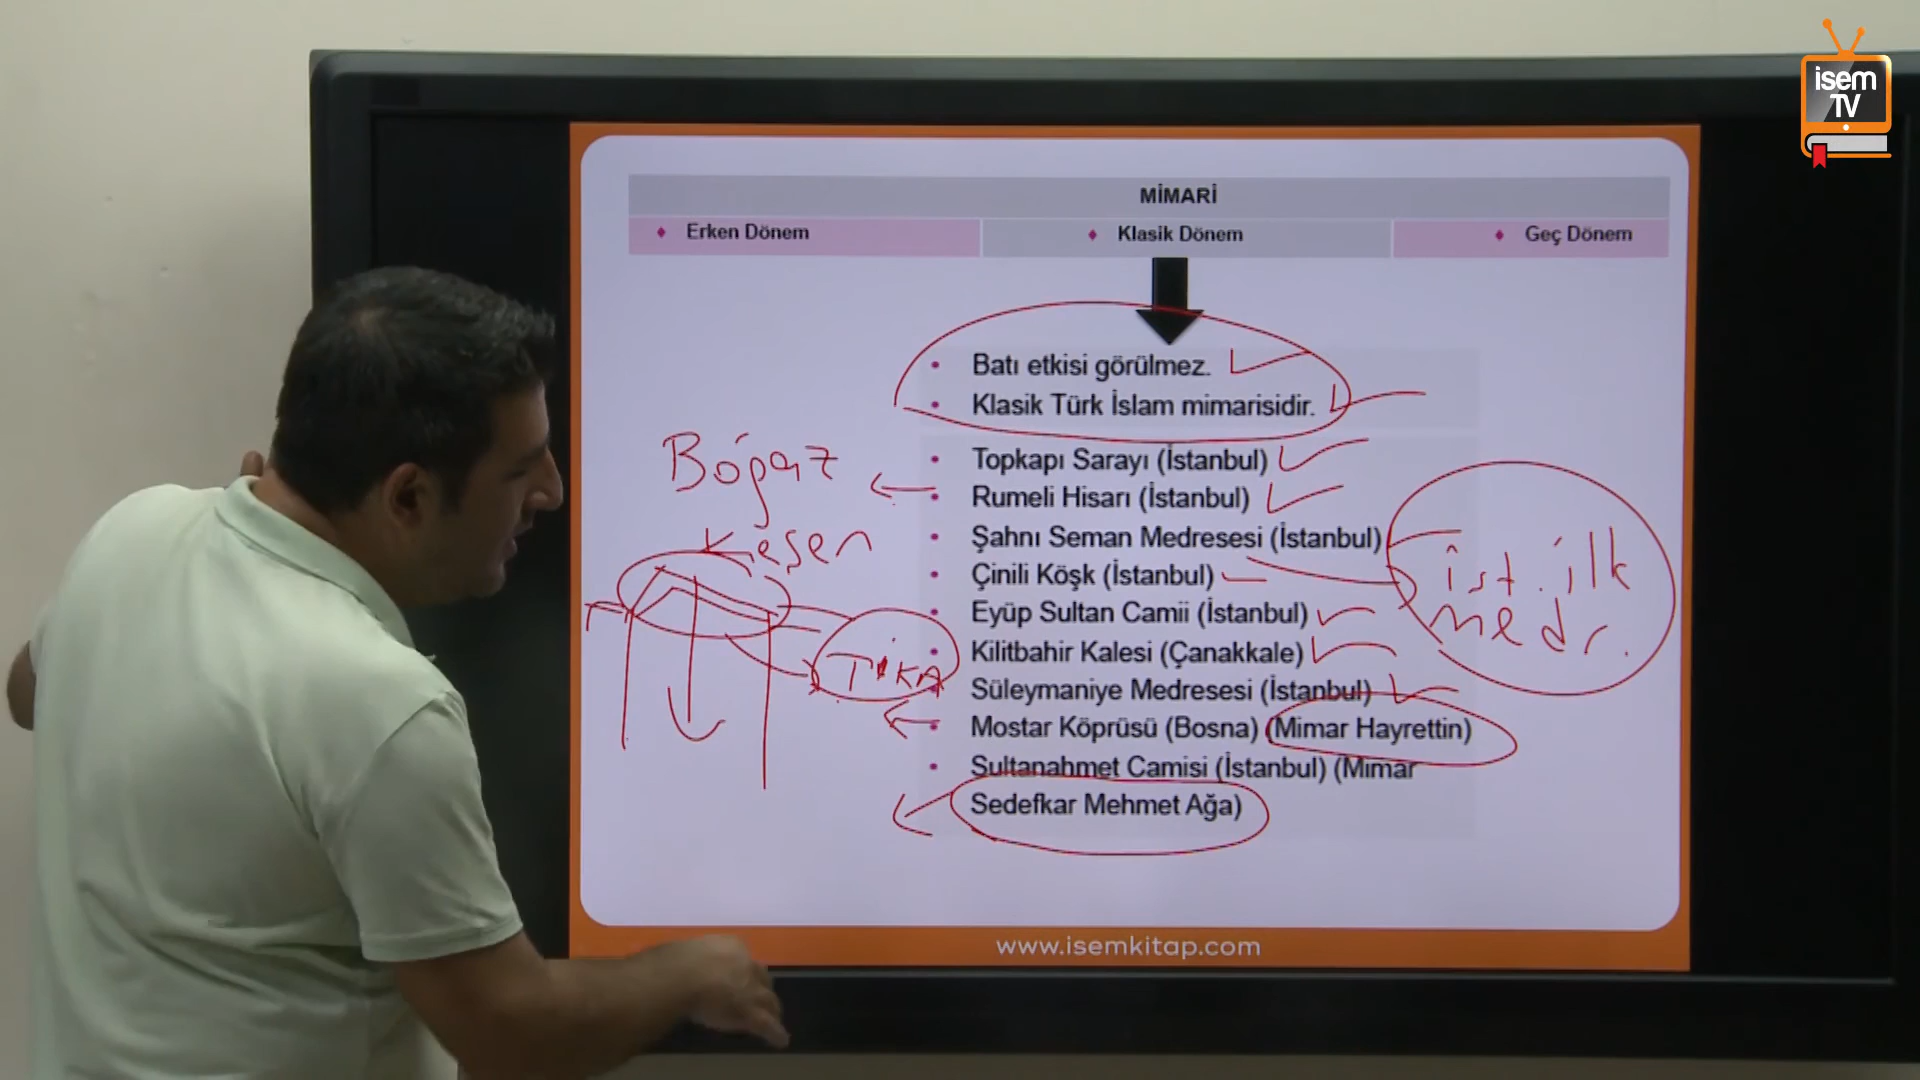 isem
TV
MİMARİ
♦ Erken Dönem
♦ Klasik Dönem
♦ Geç Dönem
• Batı etkisi görülmez.
• Klasik Türk İslam mimarisidir.
• Topkapı Sarayı (İstanbul)
• Rumeli Hisarı (İstanbul)
• Şahnı Seman Medresesi (İstanbul)
• Çinili Köşk (İstanbul)
• Eyüp Sultan Camii (İstanbul)
• Kilitbahir Kalesi (Çanakkale)
• Süleymaniye Medresesi (İstanbul)
• Mostar Köprüsü (Bosna) (Mimar Hayrettin)
• Sultanahmet Camisi (İstanbul) (Mimar
Sedefkar Mehmet Ağa)
Boğaz
Kesen
TİKA
ist. ilk
medr.
www.isemkitap.com